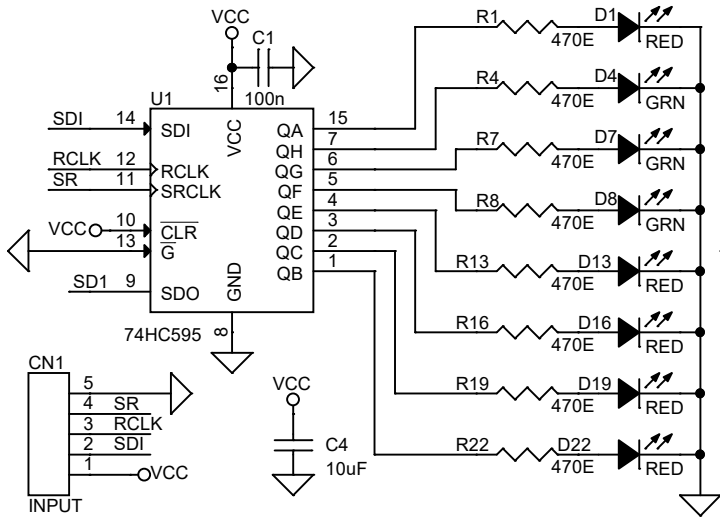 VCC
C1
100n
16
U1
VCC
SDI 14 SDI
RCLK 12 RCLK
SR 11 SRCLK
VCC 10 CLR
13 G
SD1 9 SDO
GND
8
74HC595
QA 15
QH 7
QG 6
QF 5
QE 4
QD 3
QC 2
QB 1
R1 470E D1 RED
R4 470E D4 GRN
R7 470E D7 GRN
R8 470E D8 GRN
R13 470E D13 RED
R16 470E D16 RED
R19 470E D19 RED
R22 470E D22 RED
CN1
5
4 SR
3 RCLK
2 SDI
1 VCC
INPUT
VCC
C4
10uF